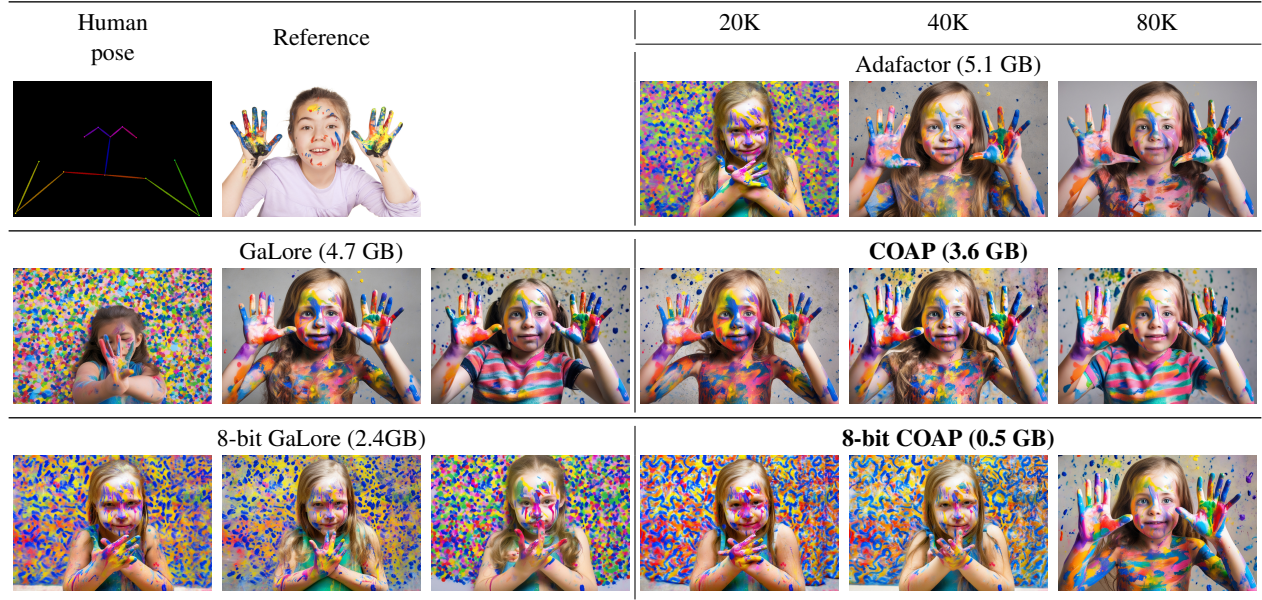 Human
pose
Reference
20K
40K
80K
Adafactor (5.1 GB)
GaLore (4.7 GB)
COAP (3.6 GB)
8-bit GaLore (2.4GB)
8-bit COAP (0.5 GB)